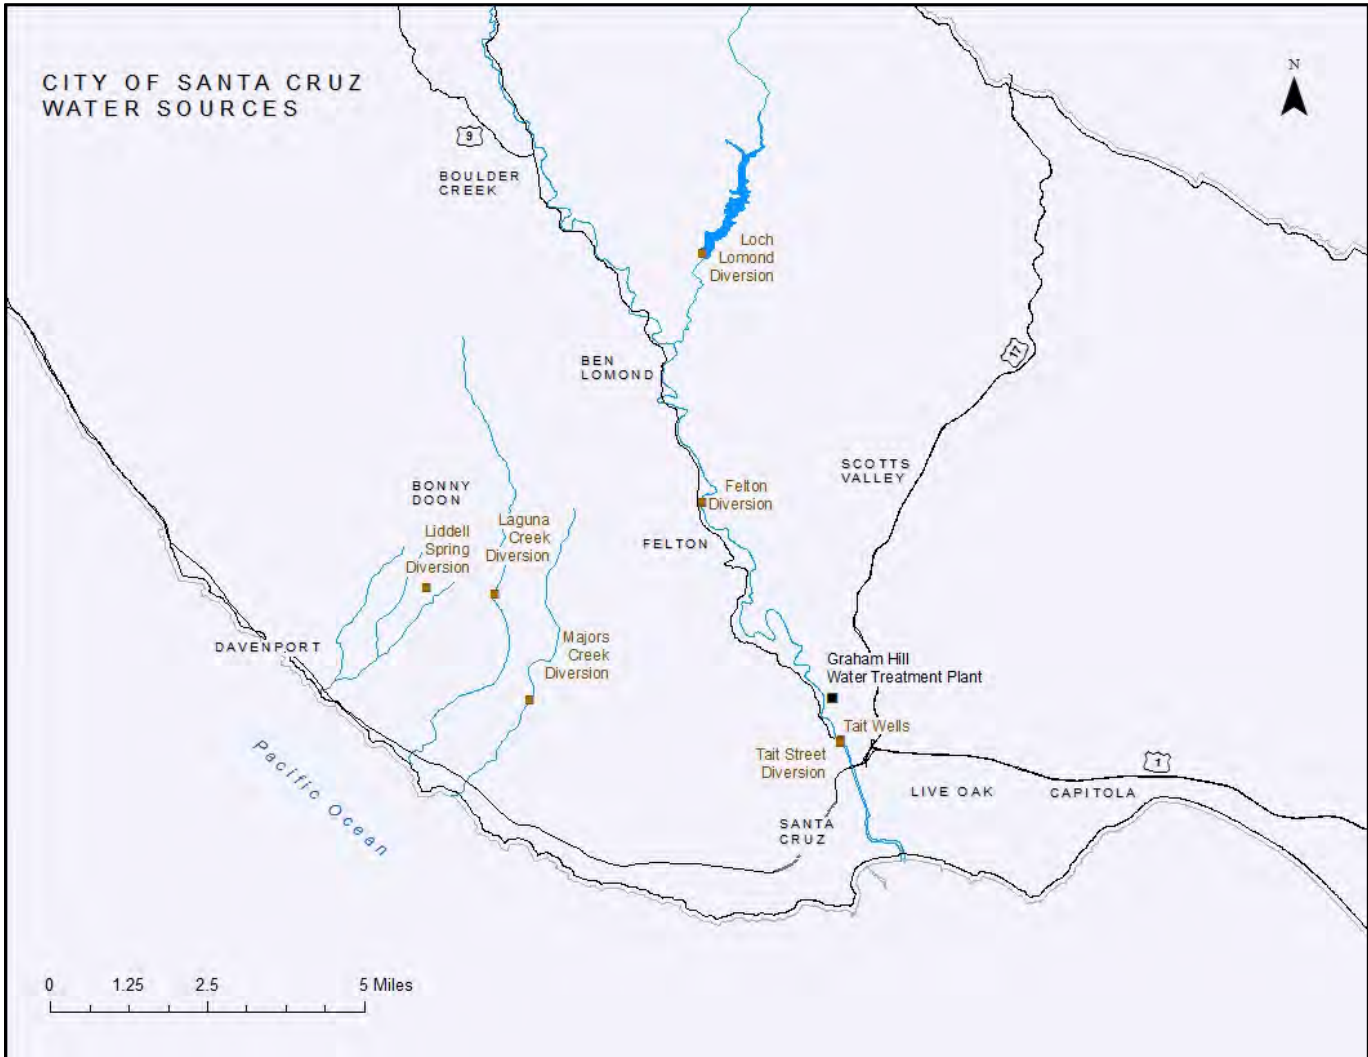 CITY OF SANTA CRUZ
WATER SOURCES
N
9
BOULDER
CREEK
Loch
Lomond
Diversion
17
BEN
LOMOND
SCOTTS
VALLEY
BONNY
DOON
Felton
Diversion
Liddell
Spring
Diversion
Laguna
Creek
Diversion
FELTON
DAVENPORT
Majors
Creek
Diversion
Graham Hill
Water Treatment Plant
Tait Wells
Tait Street
Diversion
1
LIVE OAK
CAPITOLA
Pacific Ocean
SANTA
CRUZ
0 1.25 2.5 5 Miles